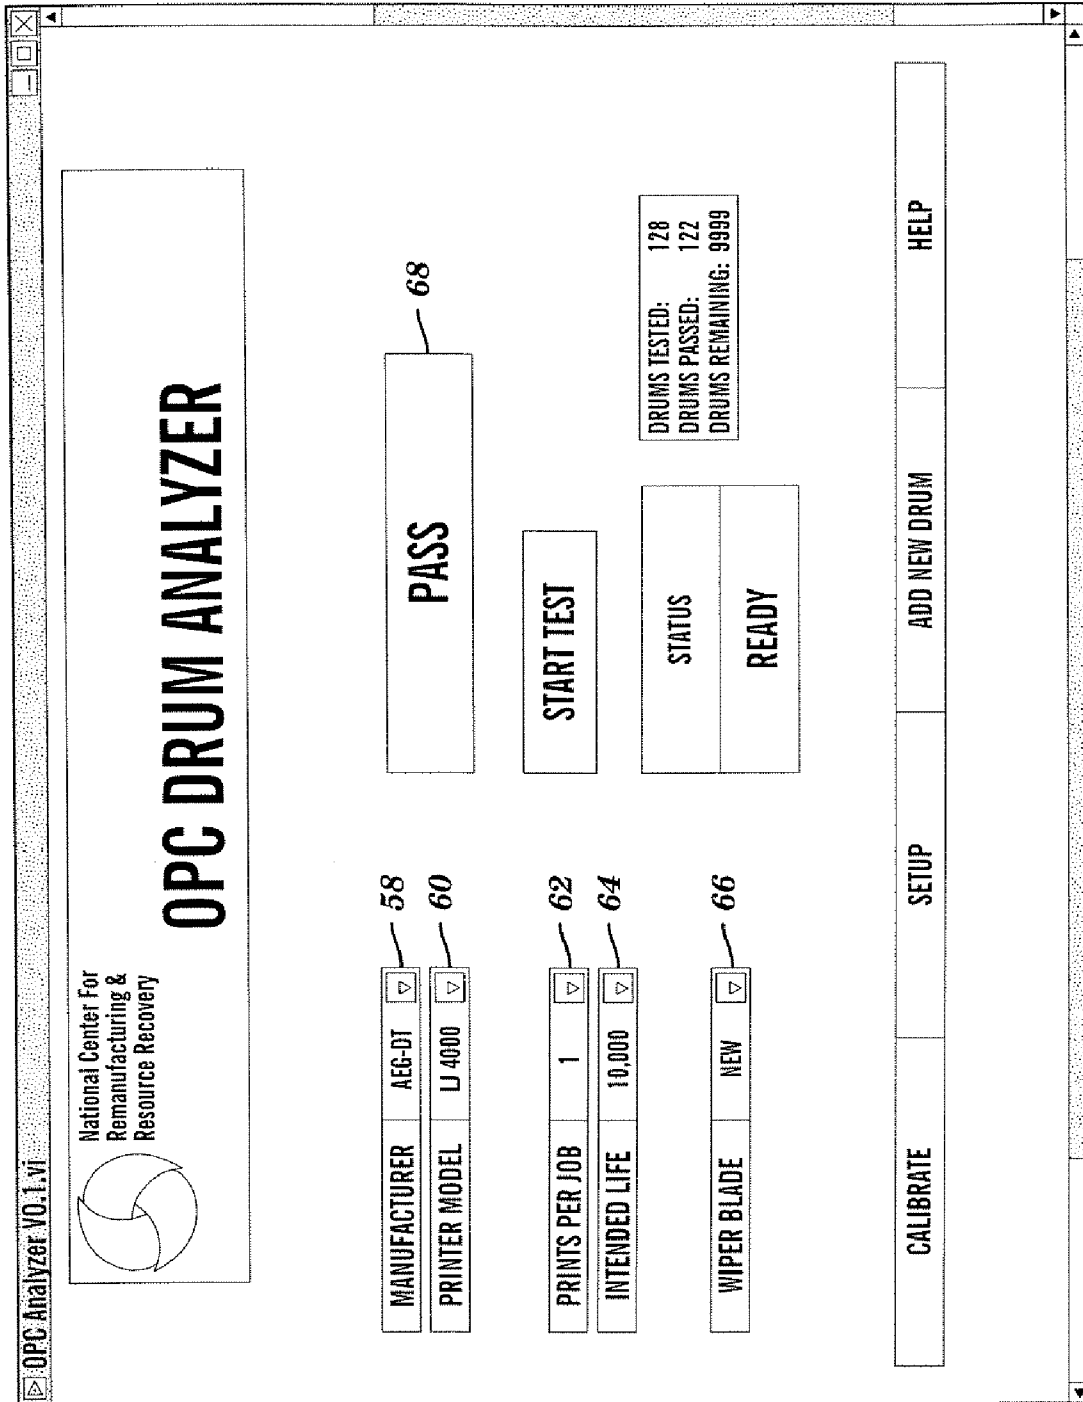 OPC Analyzer V0.1.vi
National Center For
Remanufacturing &
Resource Recovery
OPC DRUM ANALYZER
MANUFACTURER AEG-DT 58
PRINTER MODEL LJ 4000 60
PASS 68
PRINTS PER JOB 1 62
INTENDED LIFE 10,000 64
START TEST
WIPER BLADE NEW 66
STATUS
READY
DRUMS TESTED: 128
DRUMS PASSED: 122
DRUMS REMAINING: 9999
CALIBRATE SETUP ADD NEW DRUM HELP